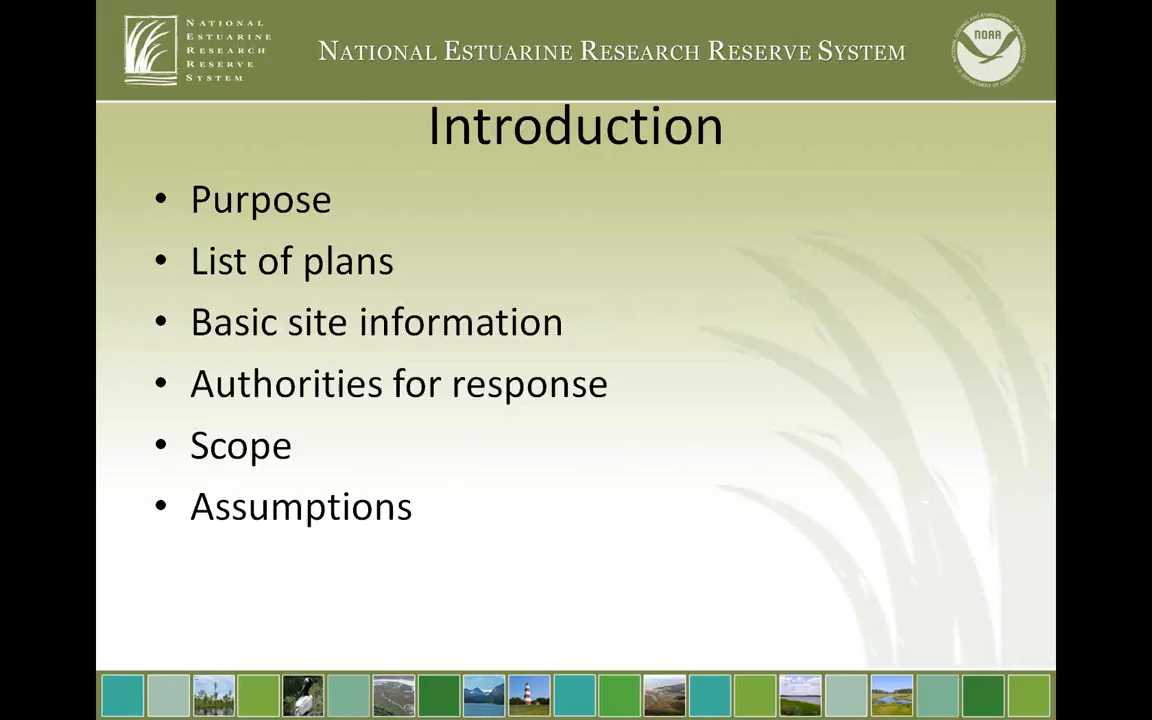 NATIONAL
ESTUARINE
RESEARCH
RESERVE
SYSTEM
NATIONAL ESTUARINE RESEARCH RESERVE SYSTEM
NOAA
Introduction
• Purpose
• List of plans
• Basic site information
• Authorities for response
• Scope
• Assumptions